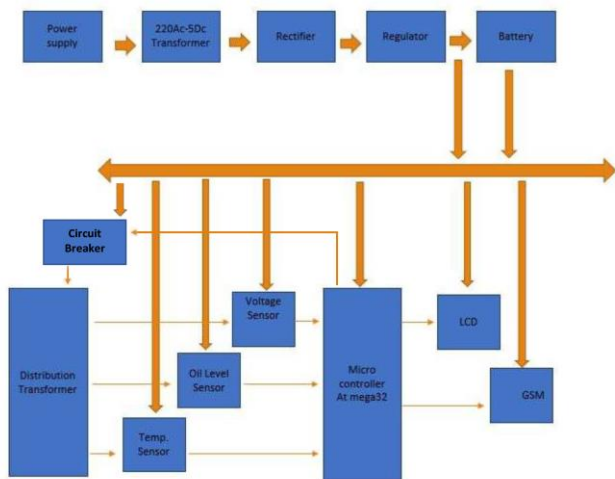 Power
supply
220Ac-5Dc
Transformer
Rectifier
Regulator
Battery
Circuit
Breaker
Voltage
Sensor
LCD
Distribution
Transformer
Oil Level
Sensor
Micro
controller
At mega32
GSM
Temp.
Sensor